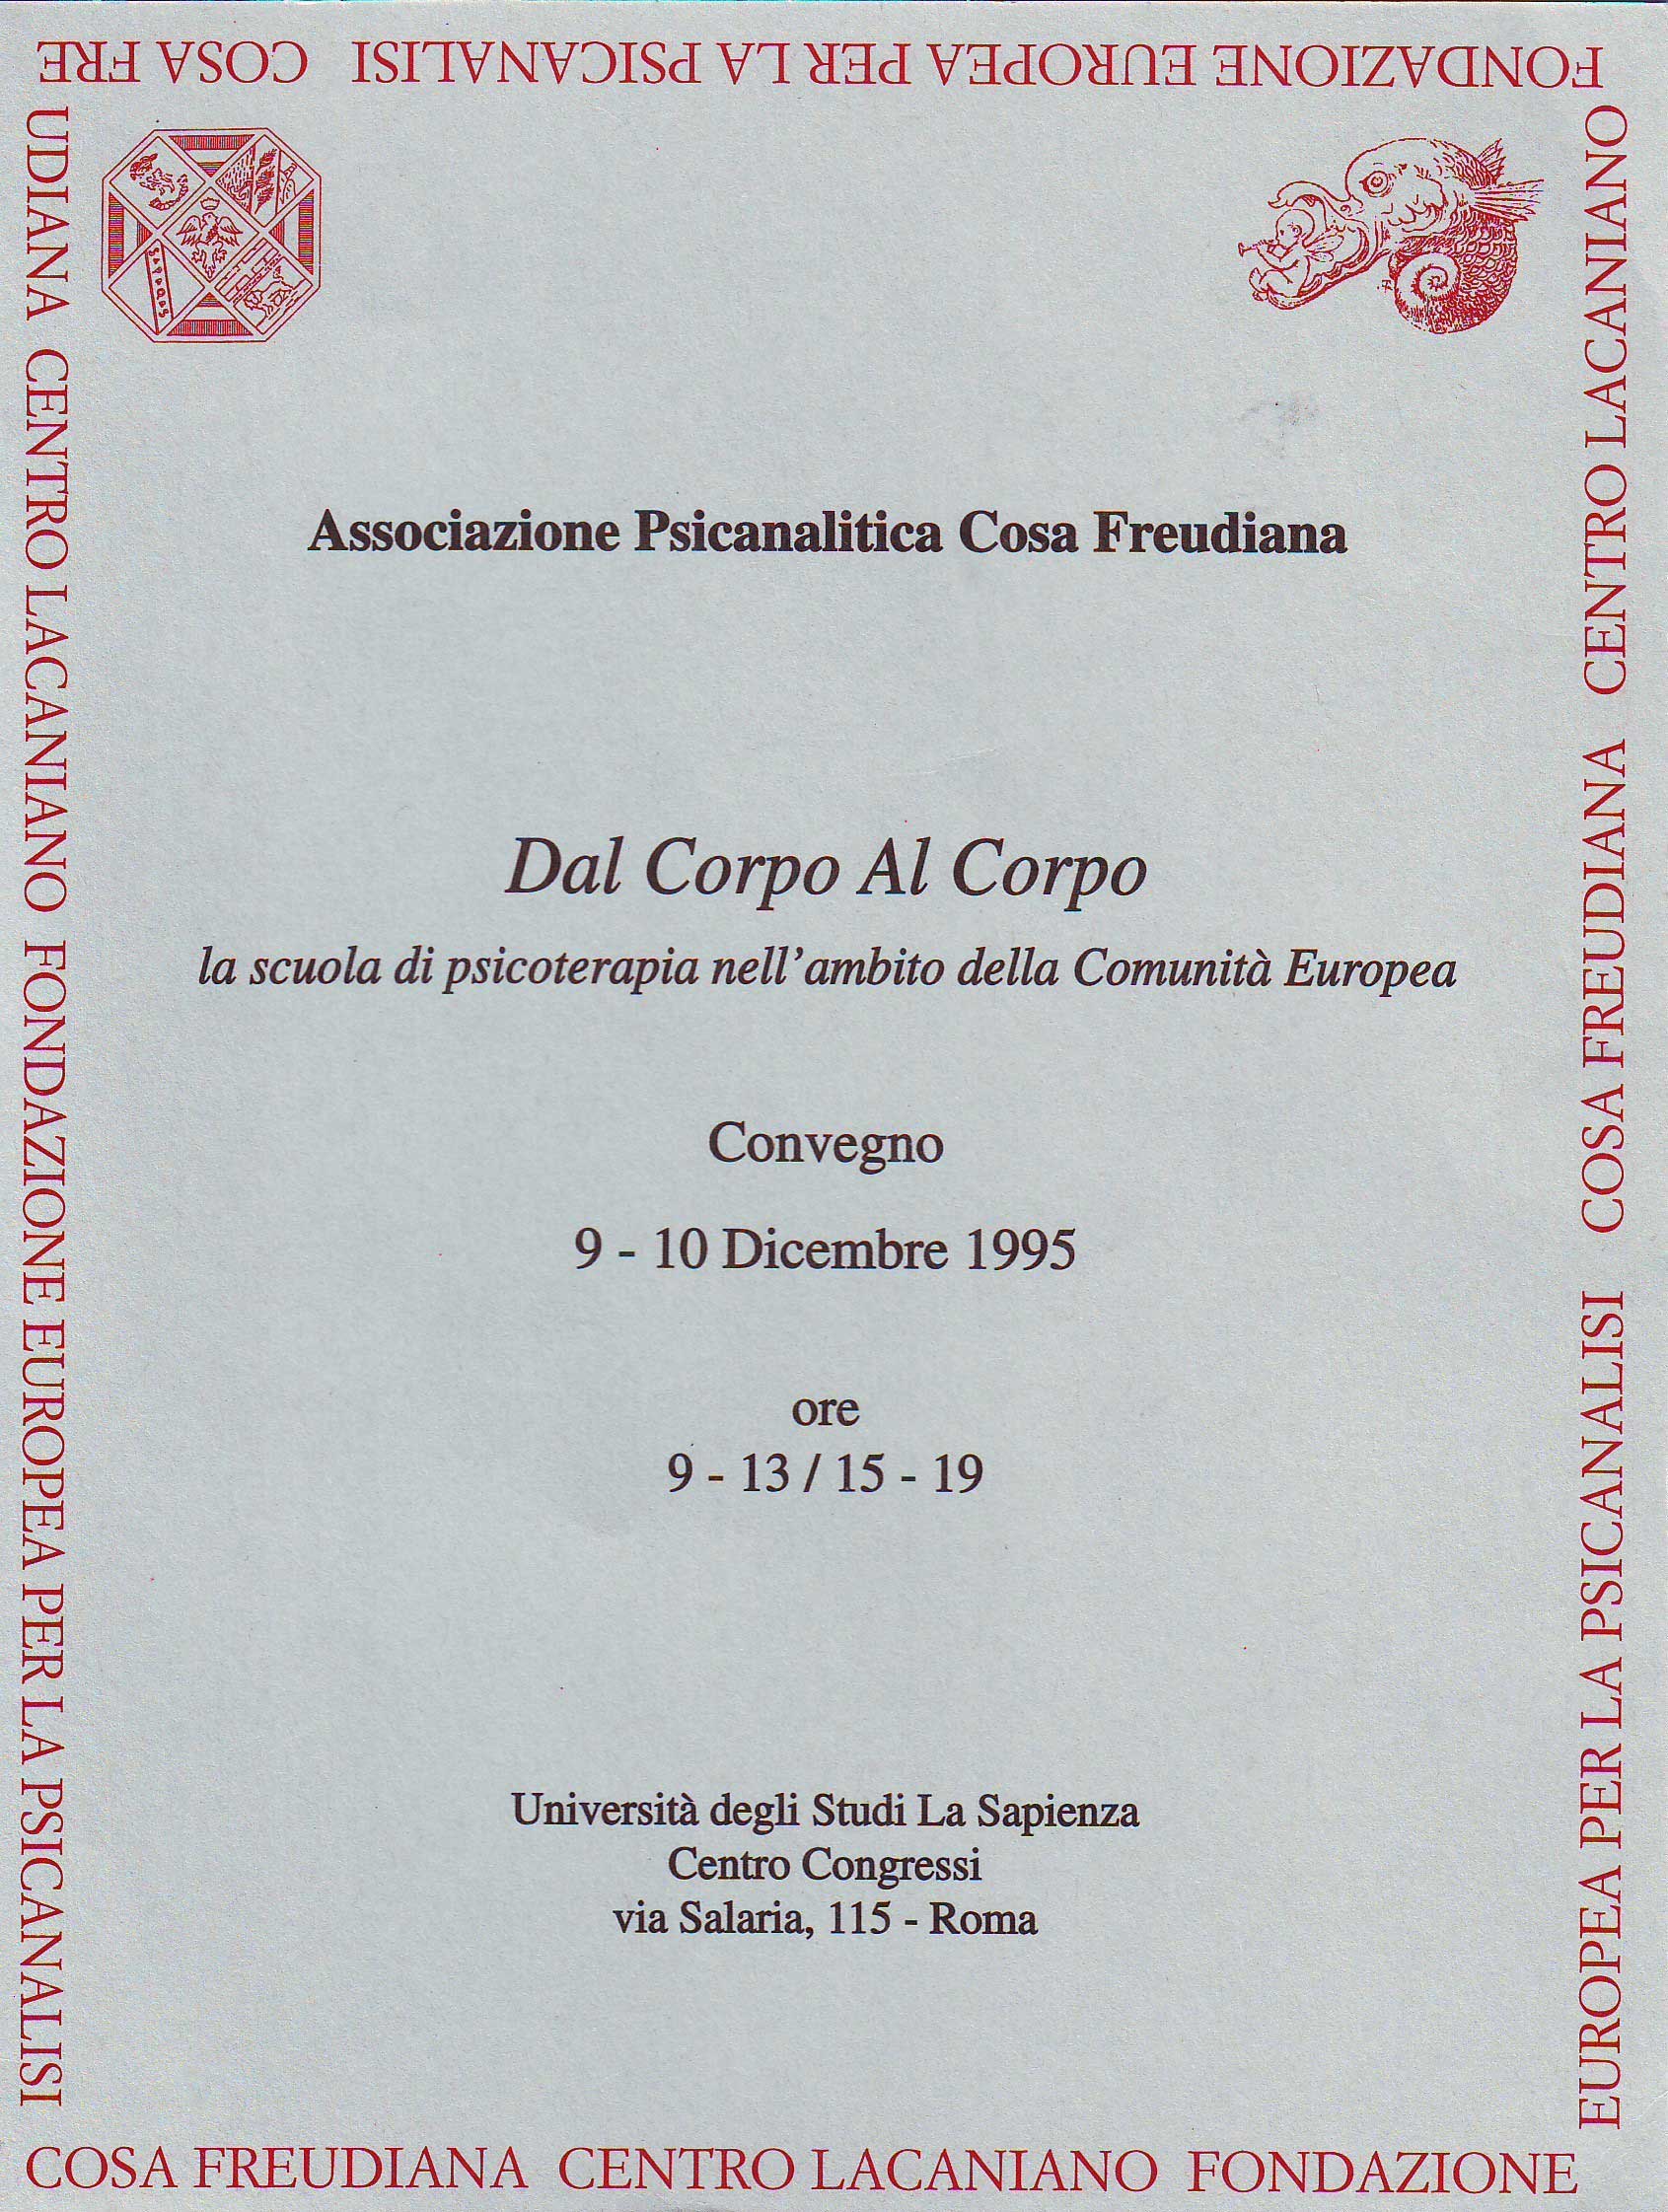 FONDAZIONE EUROPEA PER LA PSICANALISI COSA FRE
UDIANA CENTRO LACANIANO FONDAZIONE EUROPEA PER LA PSICANALISI
COSA FREUDIANA CENTRO LACANIANO FONDAZIONE
EUROPEA PER LA PSICANALISI COSA FREUDIANA CENTRO LACANIANO
Associazione Psicanalitica Cosa Freudiana
Dal Corpo Al Corpo
la scuola di psicoterapia nell'ambito della Comunità Europea
Convegno
9 - 10 Dicembre 1995
ore
9 - 13 / 15 - 19
Università degli Studi La Sapienza
Centro Congressi
via Salaria, 115 - Roma